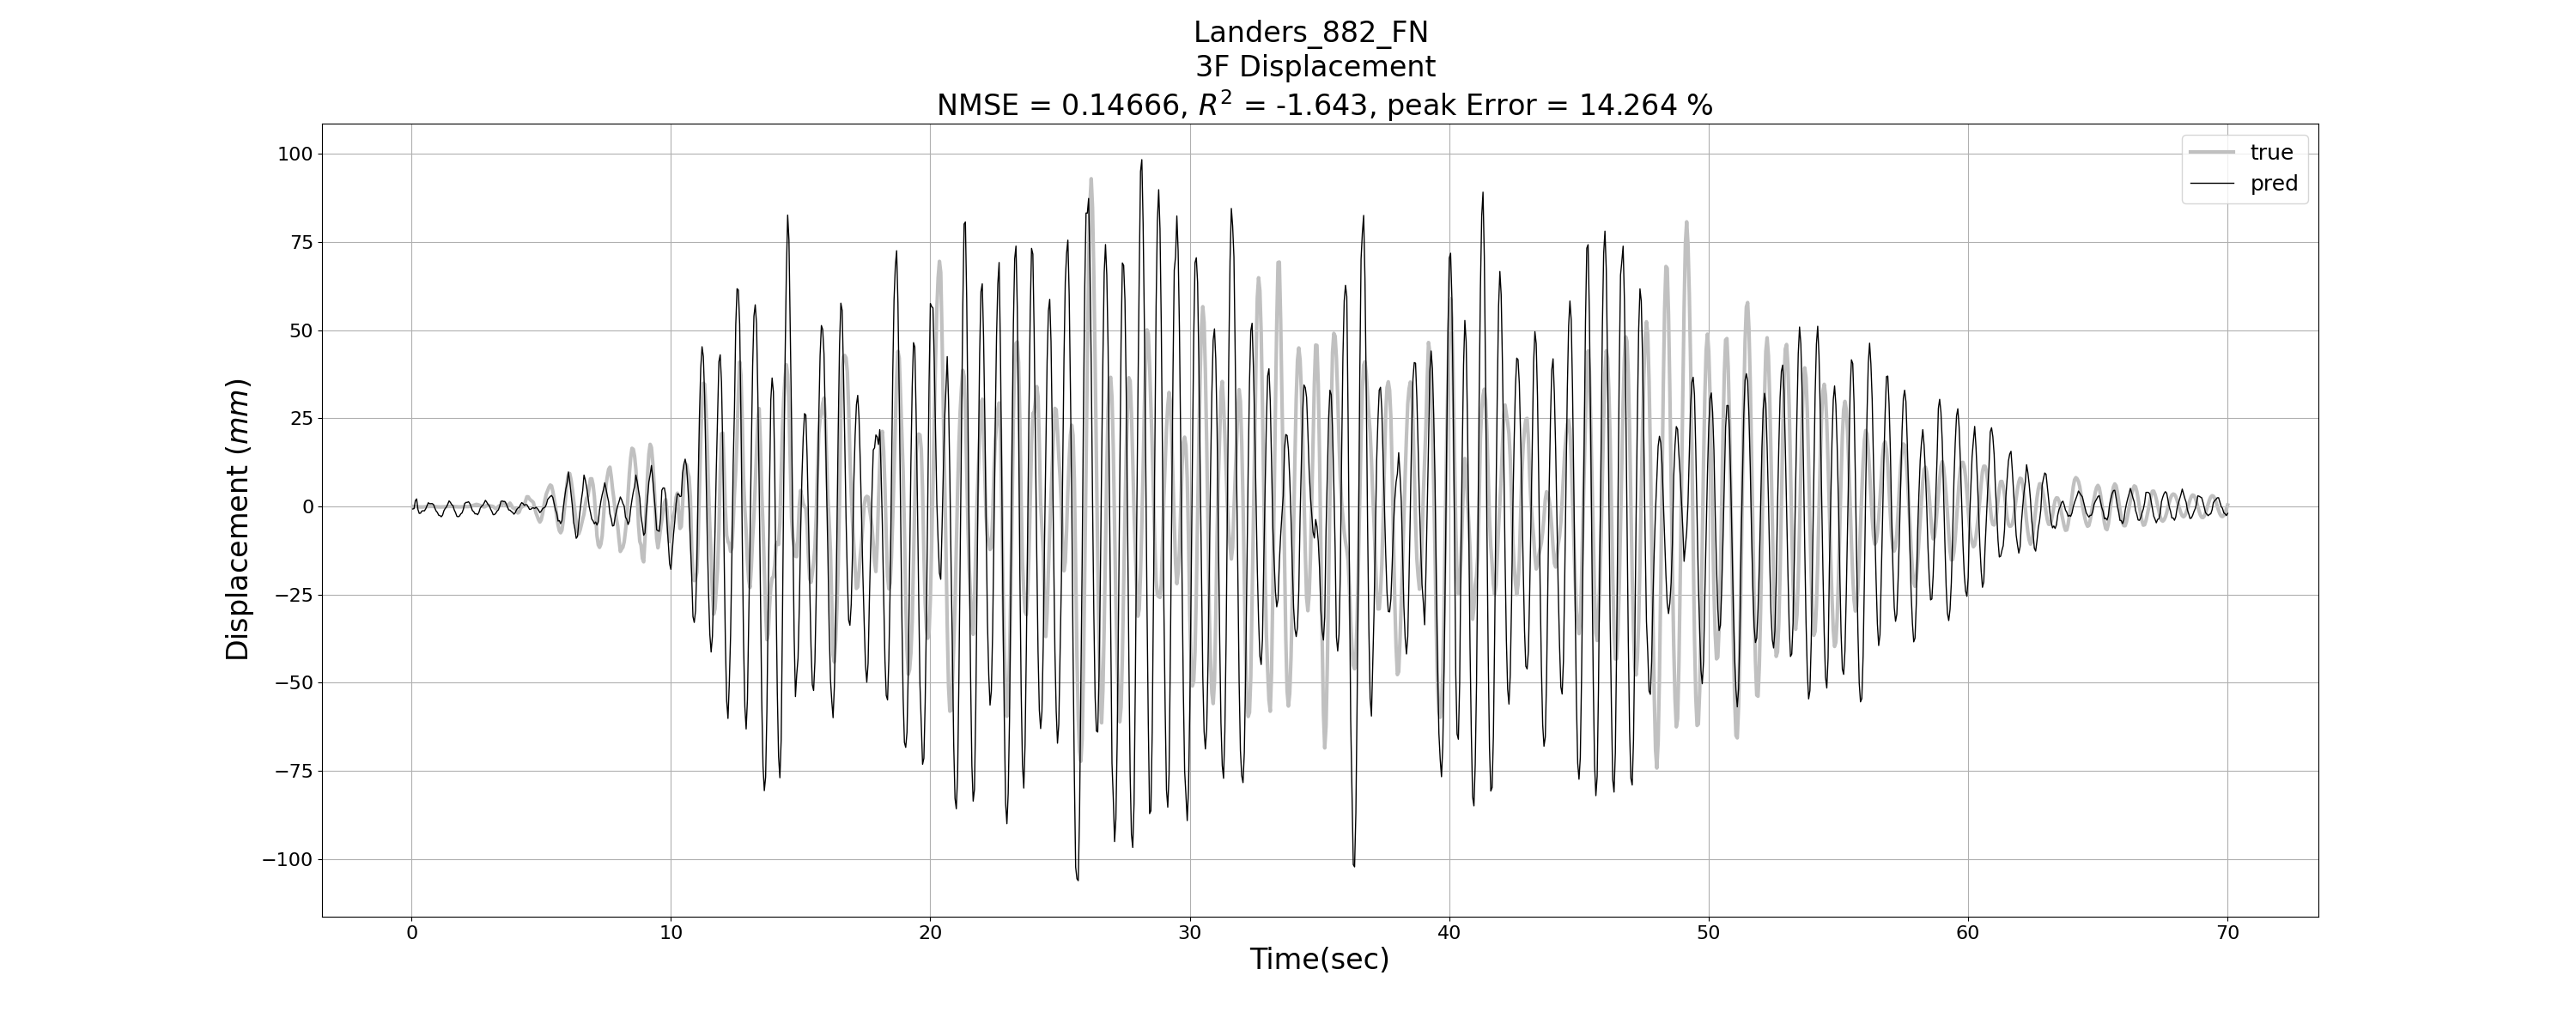 Landers_882_FN
3F Displacement
NMSE = 0.14666, R² = -1.643, peak Error = 14.264 %
100
75
50
25
0
−25
−50
−75
−100
Displacement (mm)
true
pred
0 10 20 30 40 50 60 70
Time(sec)